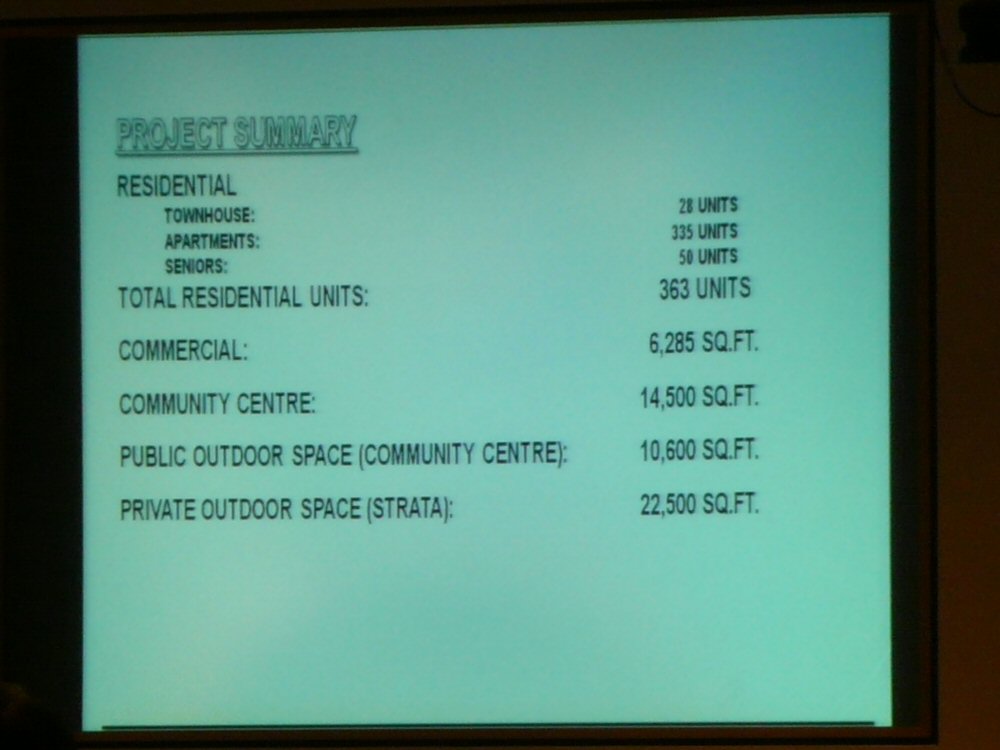 PROJECT SUMMARY
RESIDENTIAL
TOWNHOUSE: 28 UNITS
APARTMENTS: 335 UNITS
SENIORS: 50 UNITS
TOTAL RESIDENTIAL UNITS: 363 UNITS
COMMERCIAL: 6,285 SQ.FT.
COMMUNITY CENTRE: 14,500 SQ.FT.
PUBLIC OUTDOOR SPACE (COMMUNITY CENTRE): 10,600 SQ.FT.
PRIVATE OUTDOOR SPACE (STRATA): 22,500 SQ.FT.